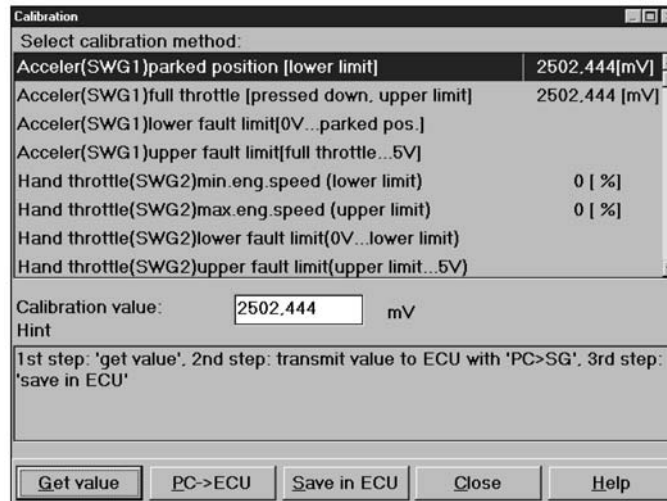 Calibration
Select calibration method:
Acceler(SWG1)parked position [lower limit] 2502,444[mV]
Acceler(SWG1)full throttle [pressed down, upper limit] 2502,444 [mV]
Acceler(SWG1)lower fault limit[0V...parked pos.]
Acceler(SWG1)upper fault limit[full throttle...5V]
Hand throttle(SWG2)min.eng.speed (lower limit) 0 [ %]
Hand throttle(SWG2)max.eng.speed (upper limit) 0 [ %]
Hand throttle(SWG2)lower fault limit(0V...lower limit)
Hand throttle(SWG2)upper fault limit(upper limit...5V)
Calibration value: 2502,444 mV
Hint
1st step: 'get value', 2nd step: transmit value to ECU with 'PC>SG', 3rd step:
'save in ECU'
Get value PC->ECU Save in ECU Close Help